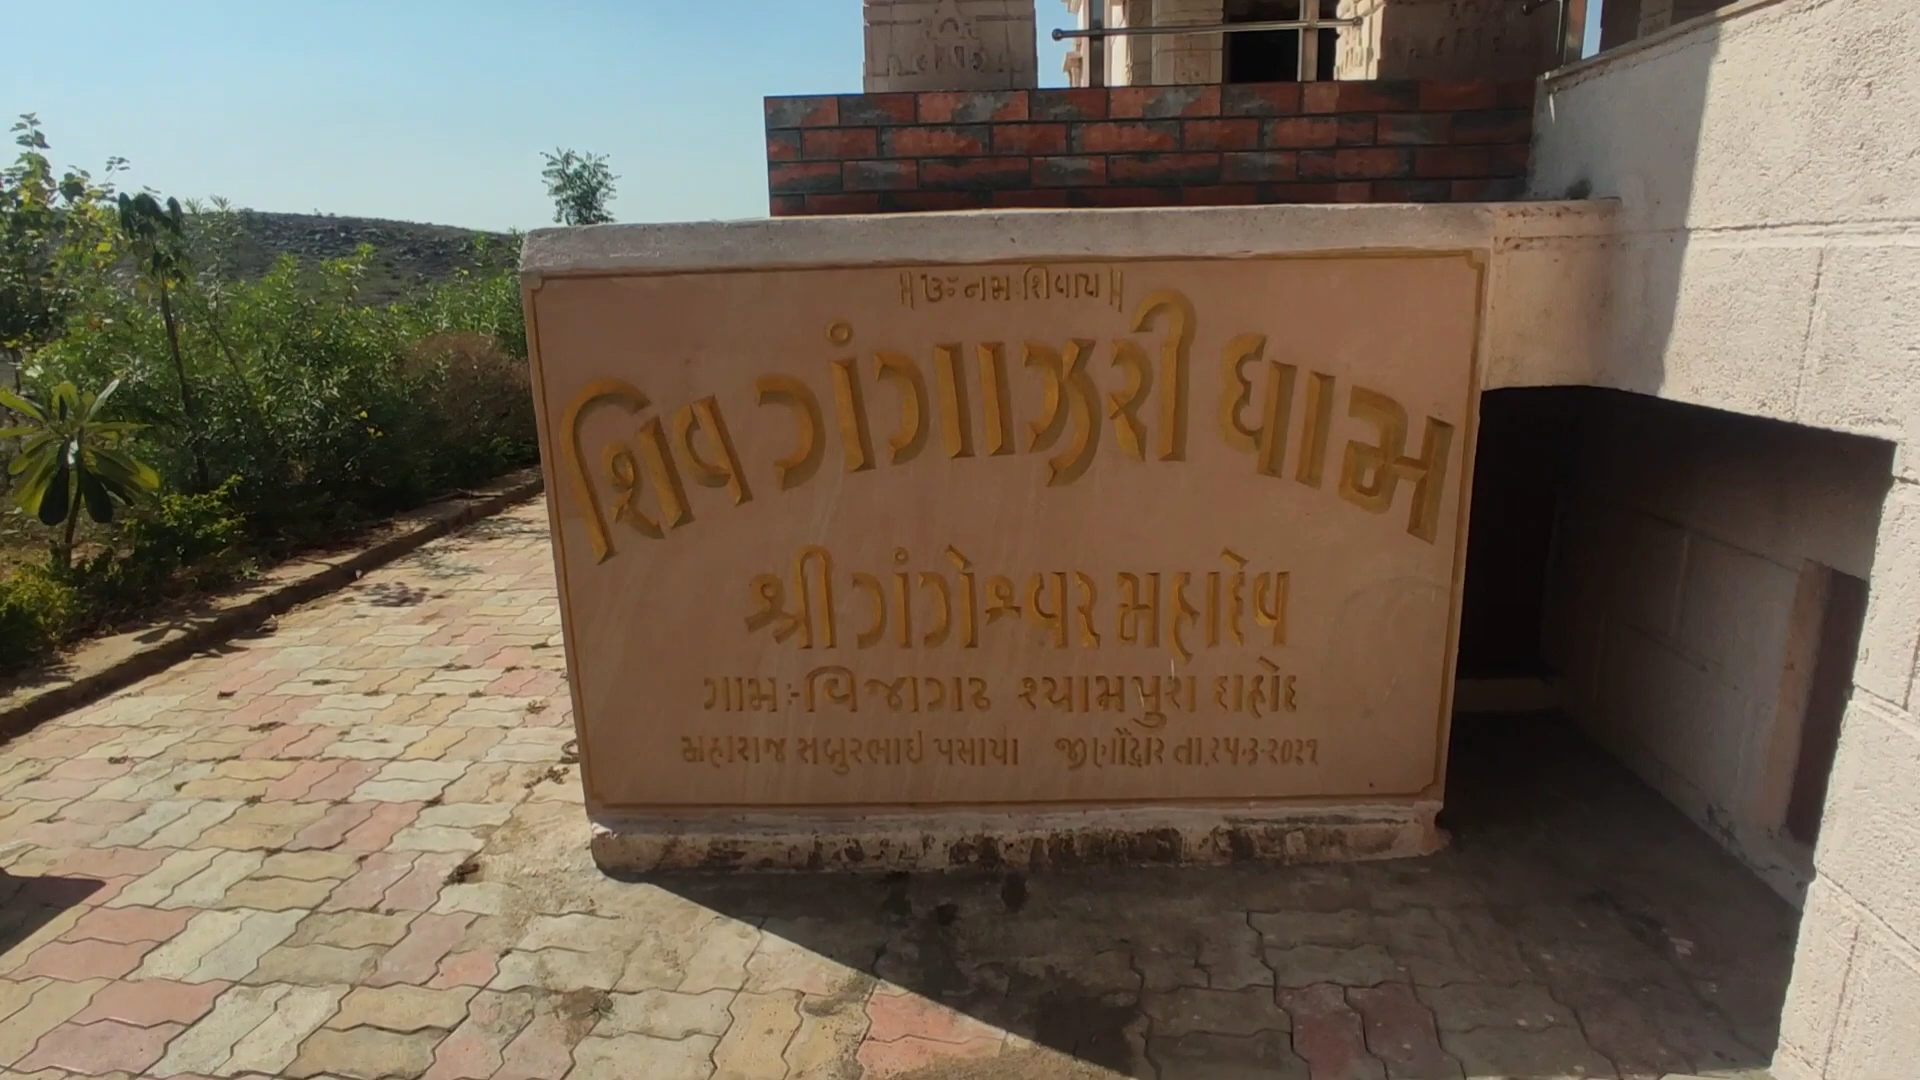 ॥ ૐ નમઃ શિવાય ॥
શિવ ગંગાઝરી ધામ
શ્રી ગંગેશ્વર મહાદેવ
ગામઃ- વિજાગઢ શ્યામપુરા દાહોદ
મહારાજ સબુરભાઇ પસાયા જીર્ણોદ્ધાર તા.૨૫-૩-૨૦૨૧